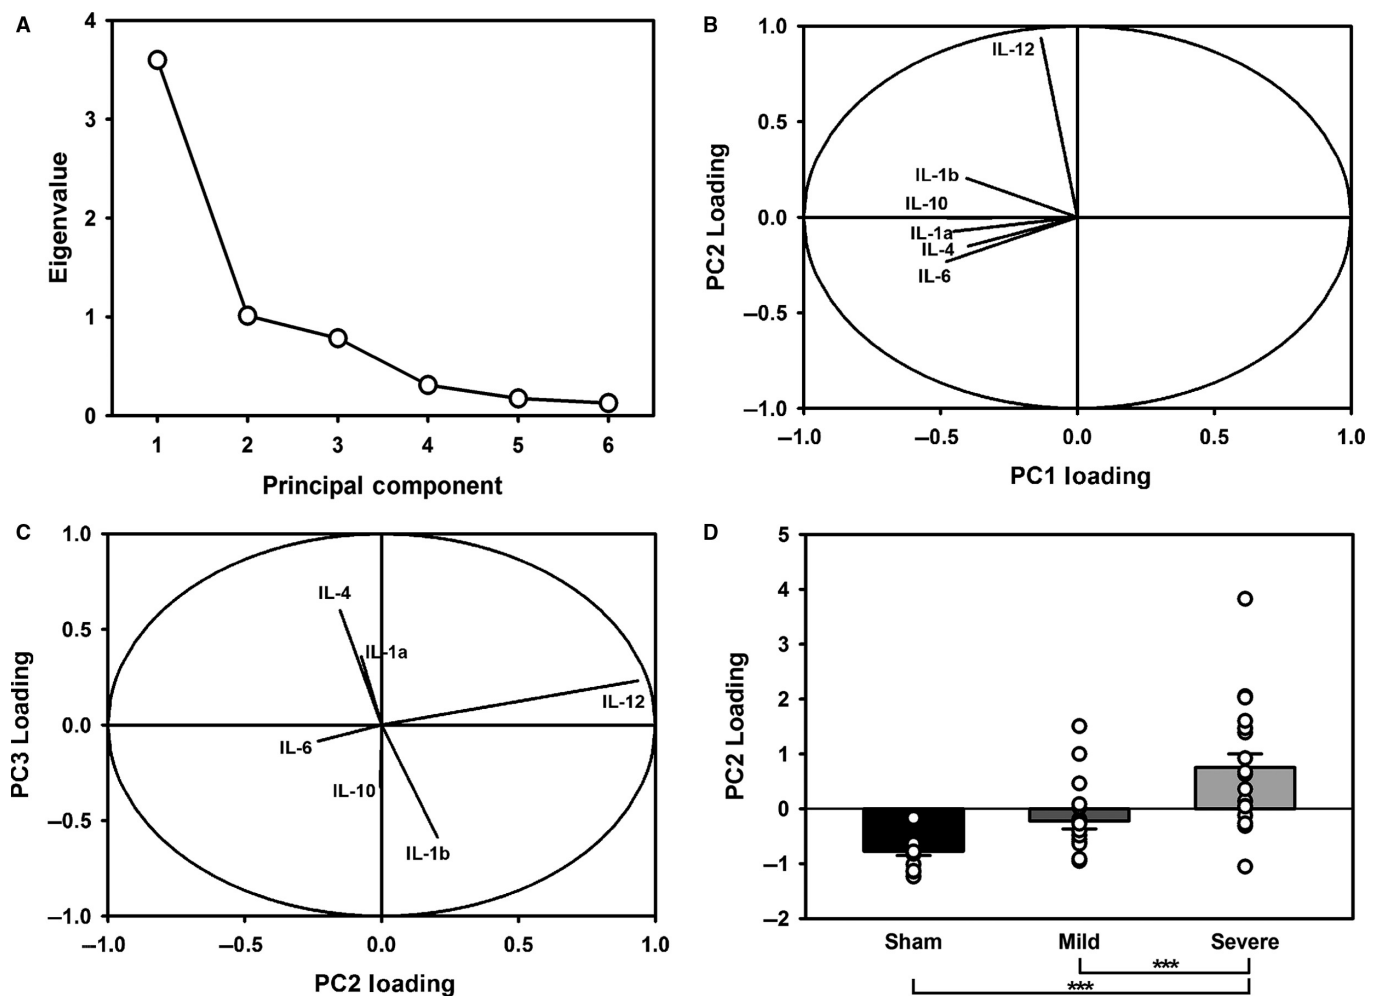 A
4
3
2
1
0
Eigenvalue
1 2 3 4 5 6
Principal component
B
1.0
0.5
0.0
–0.5
–1.0
PC2 Loading
IL-12
IL-1b
IL-10
IL-1a
IL-4
IL-6
–1.0 –0.5 0.0 0.5 1.0
PC1 loading
C
1.0
0.5
0.0
–0.5
–1.0
PC3 Loading
IL-4
IL-1a
IL-12
IL-6
IL-10
IL-1b
–1.0 –0.5 0.0 0.5 1.0
PC2 loading
D
5
4
3
2
1
0
–1
–2
PC2 Loading
Sham Mild Severe
***
***